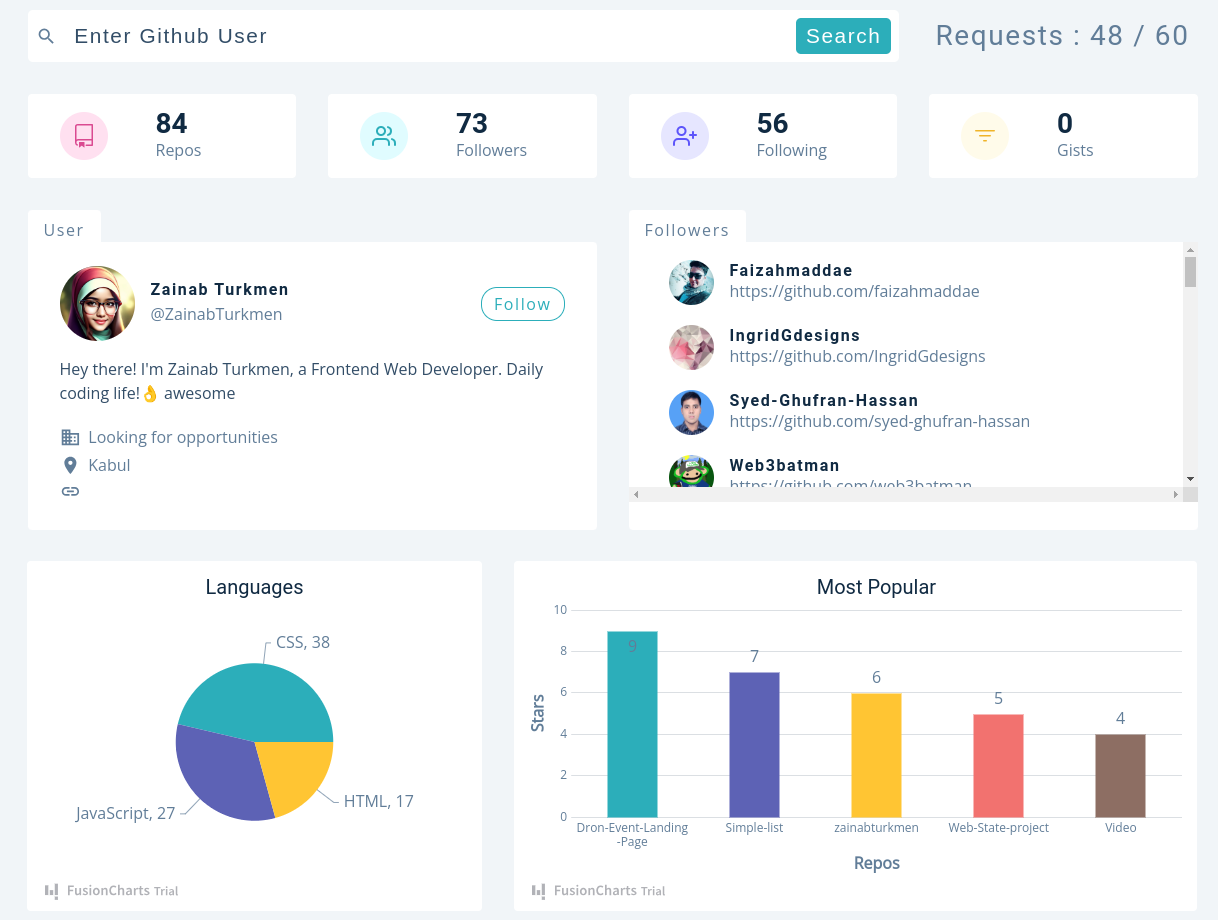 Enter Github User
Search
Requests : 48 / 60
84
Repos
73
Followers
56
Following
0
Gists
User
Zainab Turkmen
@ZainabTurkmen
Follow
Hey there! I'm Zainab Turkmen, a Frontend Web Developer. Daily
coding life!👌 awesome
Looking for opportunities
Kabul
Followers
Faizahmaddae
https://github.com/faizahmaddae
IngridGdesigns
https://github.com/IngridGdesigns
Syed-Ghufran-Hassan
https://github.com/syed-ghufran-hassan
Web3batman
https://github.com/web3batman
Languages
CSS, 38
JavaScript, 27
HTML, 17
FusionCharts Trial
Most Popular
10
8
6
4
2
0
Stars
9
7
6
5
4
Dron-Event-Landing
-Page
Simple-list
zainabturkmen
Web-State-project
Video
Repos
FusionCharts Trial